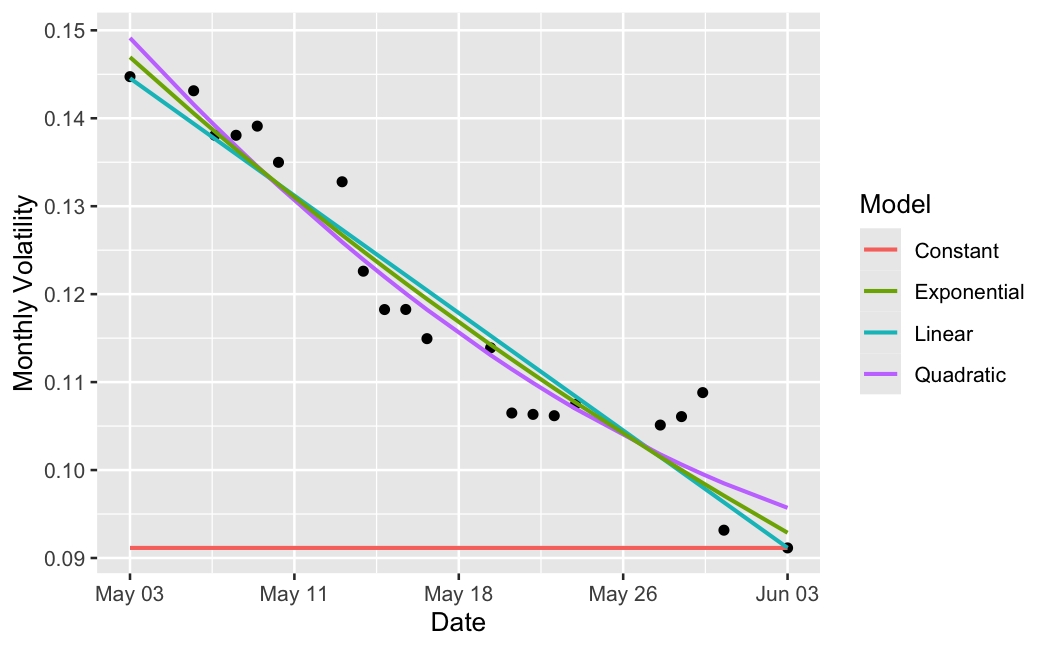 0.15
0.14
0.13
0.12
0.11
0.10
0.09
Monthly Volatility
May 03
May 11
May 18
May 26
Jun 03
Date
Model
Constant
Exponential
Linear
Quadratic